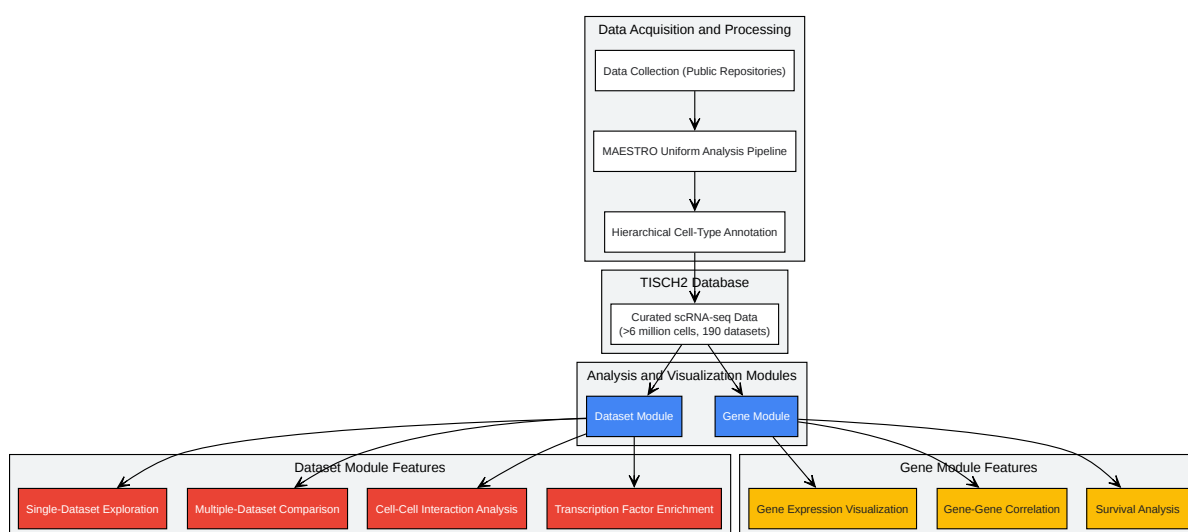 Data Acquisition and Processing
Data Collection (Public Repositories)
MAESTRO Uniform Analysis Pipeline
Hierarchical Cell-Type Annotation
TISCH2 Database
Curated scRNA-seq Data
(>6 million cells, 190 datasets)
Analysis and Visualization Modules
Dataset Module
Gene Module
Dataset Module Features
Single-Dataset Exploration
Multiple-Dataset Comparison
Cell-Cell Interaction Analysis
Transcription Factor Enrichment
Gene Module Features
Gene Expression Visualization
Gene-Gene Correlation
Survival Analysis